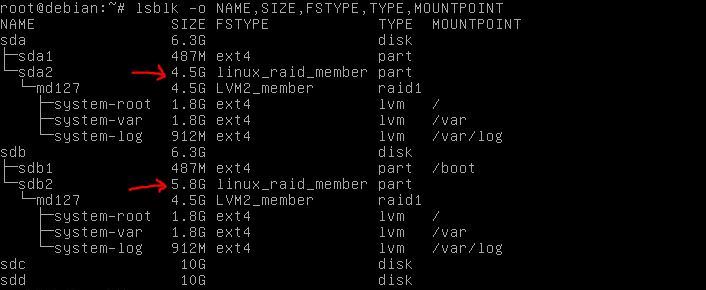 root@debian:~# lsblk -o NAME,SIZE,FSTYPE,TYPE,MOUNTPOINT
NAME SIZE FSTYPE TYPE MOUNTPOINT
sda 6.3G disk
├─sda1 487M ext4 part
└─sda2 4.5G linux_raid_member part
└─md127 4.5G LVM2_member raid1
├─system-root 1.8G ext4 lvm /
├─system-var 1.8G ext4 lvm /var
└─system-log 912M ext4 lvm /var/log
sdb 6.3G disk
├─sdb1 487M ext4 part /boot
└─sdb2 5.8G linux_raid_member part
└─md127 4.5G LVM2_member raid1
├─system-root 1.8G ext4 lvm /
├─system-var 1.8G ext4 lvm /var
└─system-log 912M ext4 lvm /var/log
sdc 10G disk
sdd 10G disk